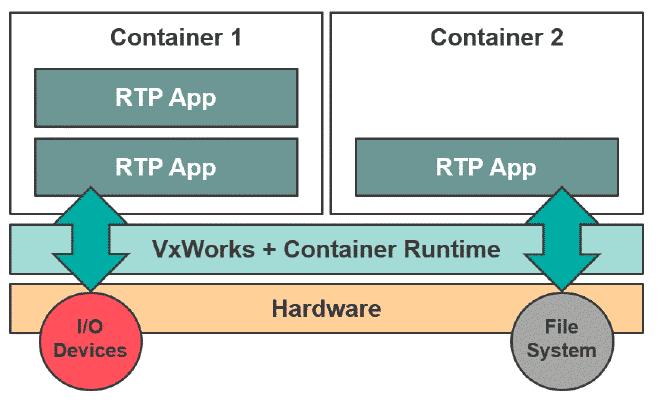 Container 1
Container 2
RTP App
RTP App
RTP App
VxWorks + Container Runtime
Hardware
I/O
Devices
File
System